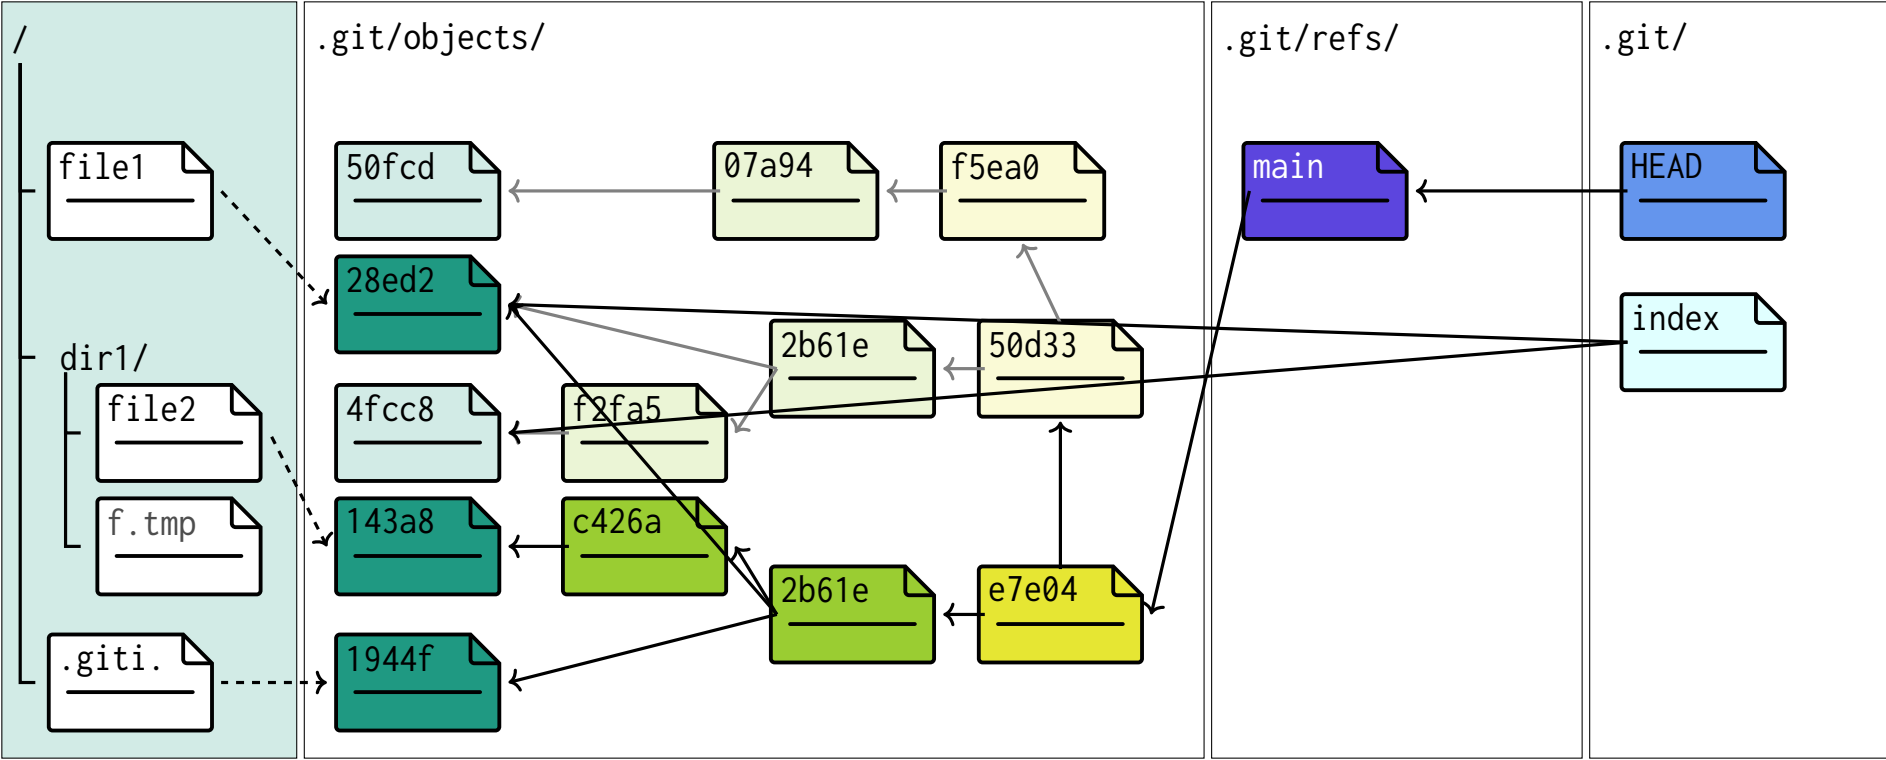 /
file1
dir1/
file2
f.tmp
.giti.
.git/objects/
50fcd
07a94
f5ea0
28ed2
2b61e
50d33
4fcc8
f2fa5
143a8
c426a
2b61e
e7e04
1944f
.git/refs/
main
.git/
HEAD
index